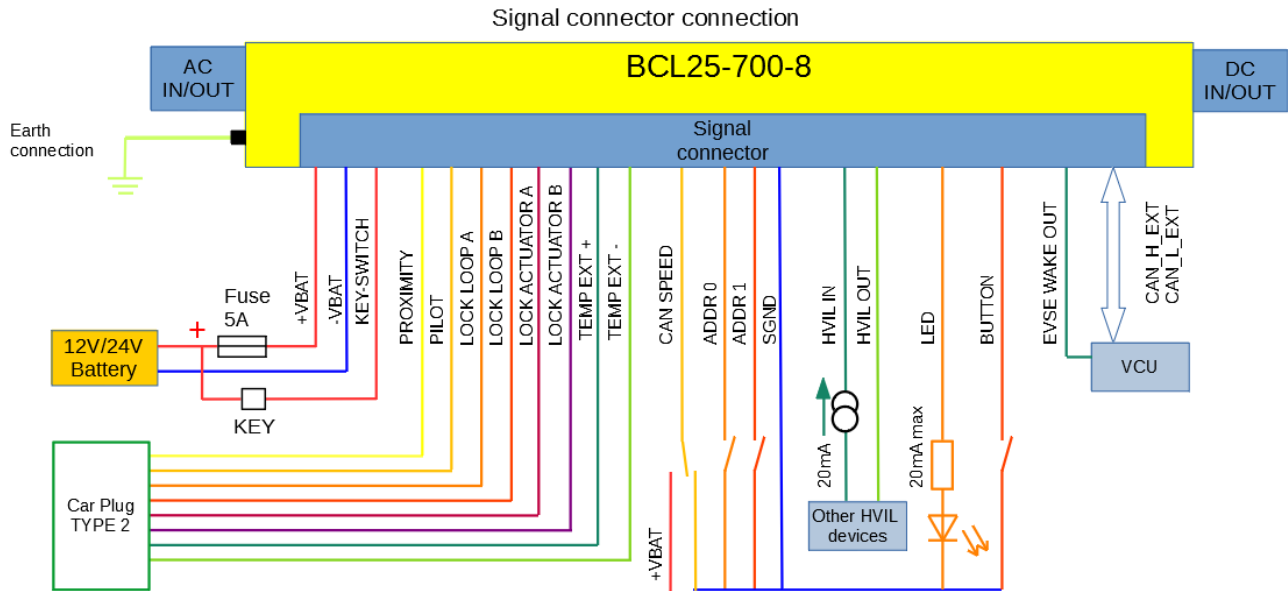 Signal connector connection
BCL25-700-8
AC
IN/OUT
DC
IN/OUT
Earth
connection
Signal
connector
+VBAT
-VBAT
KEY-SWITCH
PROXIMITY
PILOT
LOCK LOOP A
LOCK LOOP B
LOCK ACTUATOR A
LOCK ACTUATOR B
TEMP EXT +
TEMP EXT -
CAN SPEED
ADDR 0
ADDR 1
SGND
HVIL IN
HVIL OUT
LED
BUTTON
EVSE WAKE OUT
CAN_H_EXT
CAN_L_EXT
Fuse
5A
+
12V/24V
Battery
KEY
VCU
Car Plug
TYPE 2
20mA
20mA max
Other HVIL
devices
+VBAT